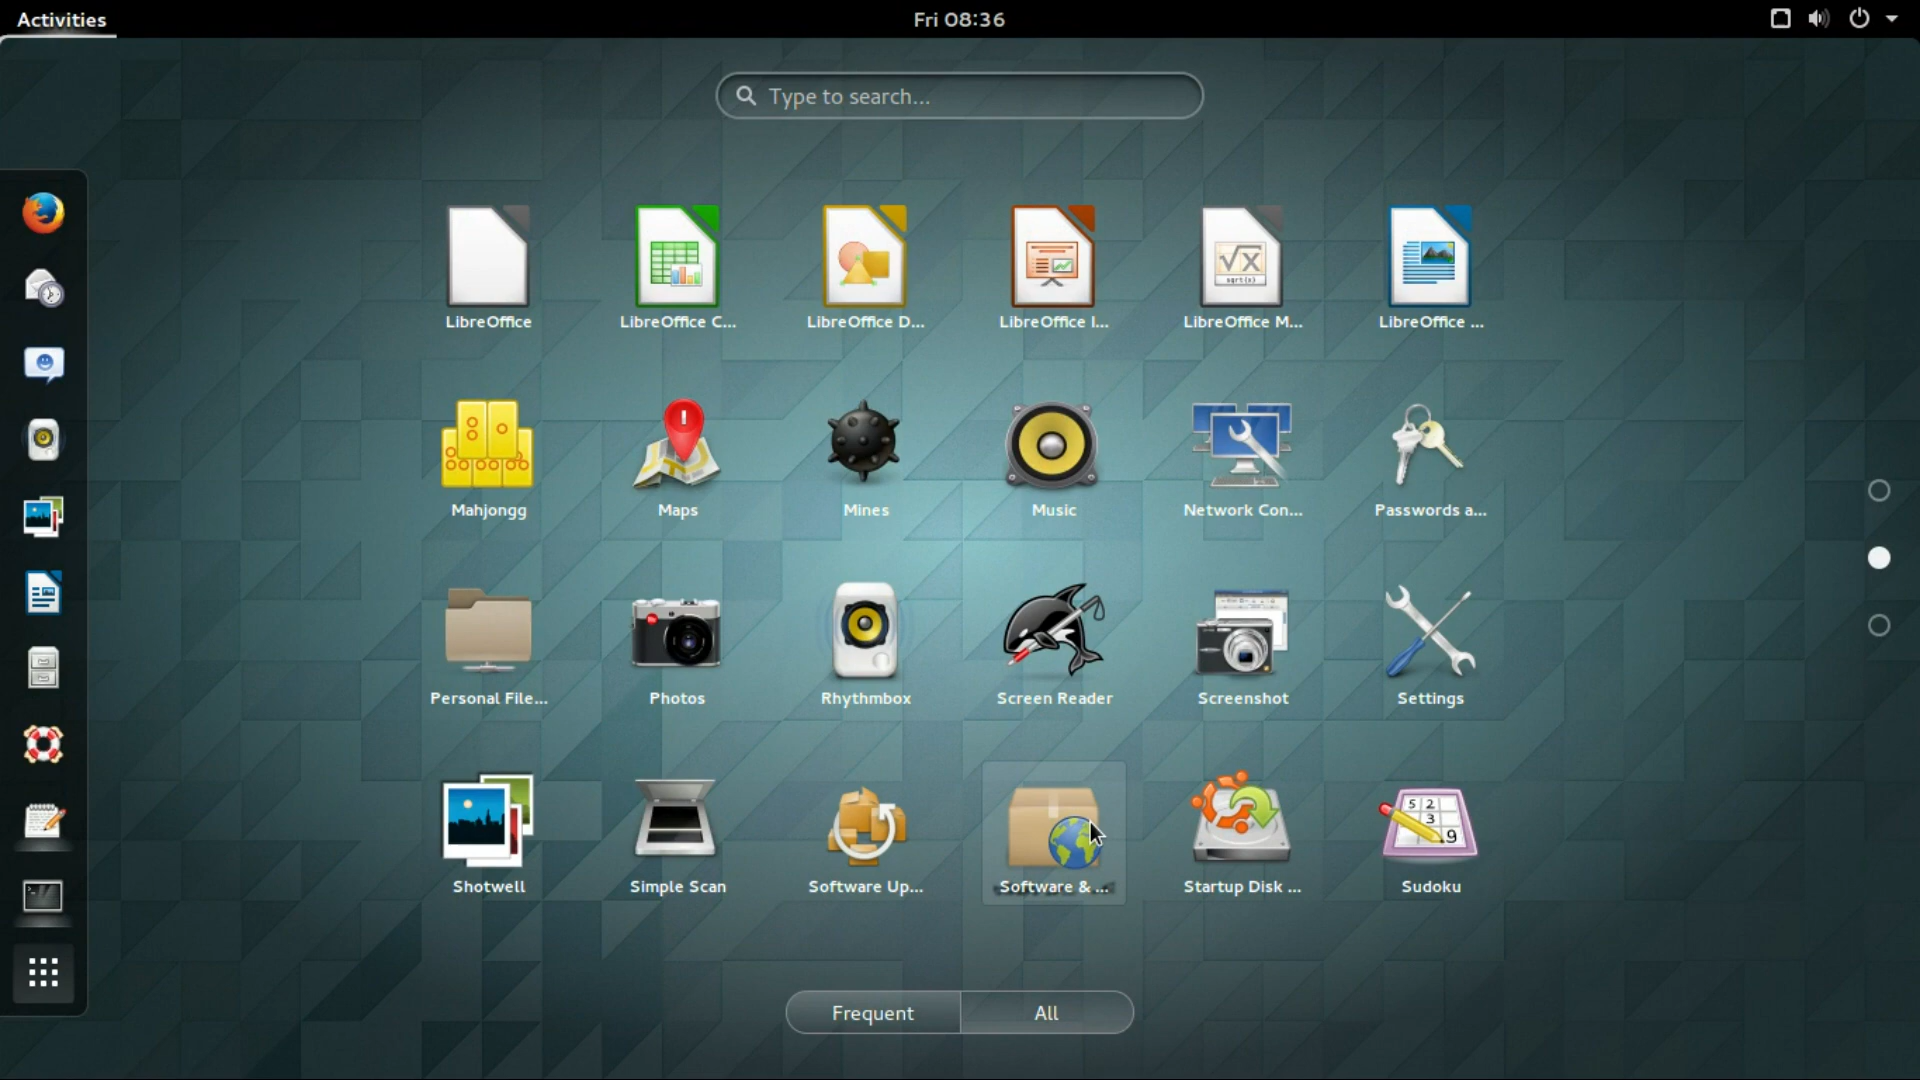 Activities
Fri 08:36
Type to search...
LibreOffice
LibreOffice C...
LibreOffice D...
LibreOffice I...
LibreOffice M...
LibreOffice ...
Mahjongg
Maps
Mines
Music
Network Con...
Passwords a...
Personal File...
Photos
Rhythmbox
Screen Reader
Screenshot
Settings
Shotwell
Simple Scan
Software Up...
Software & ...
Startup Disk ...
Sudoku
Frequent
All